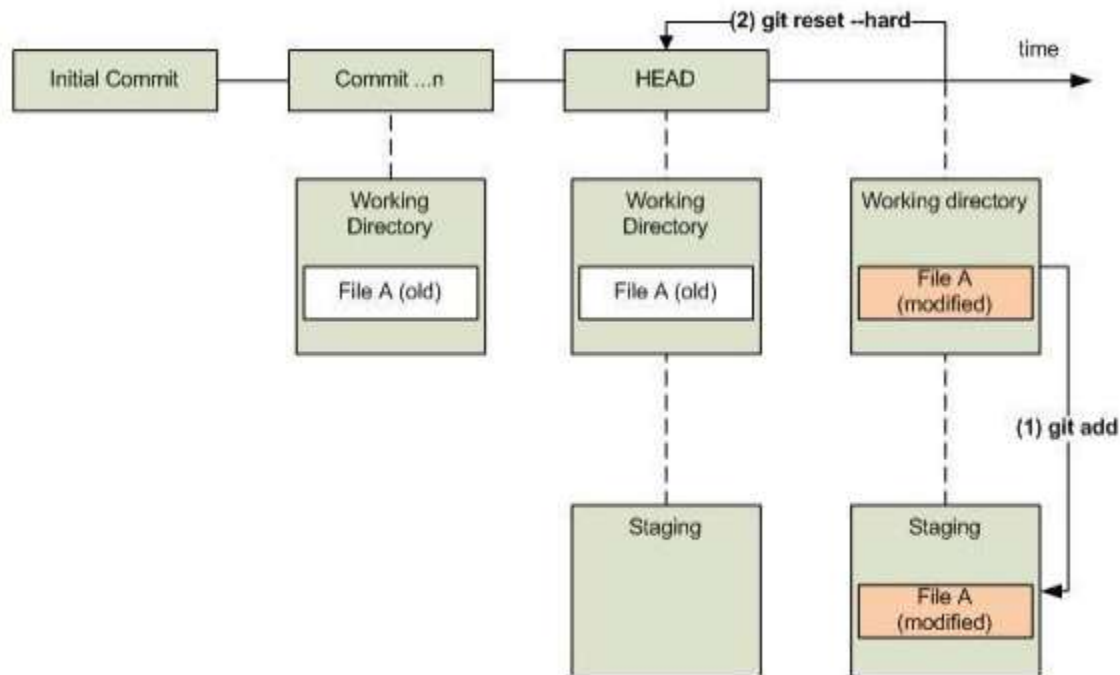 (2) git reset --hard
time
Initial Commit
Commit ...n
HEAD
Working
Directory
File A (old)
Working
Directory
File A (old)
Working directory
File A
(modified)
(1) git add
Staging
Staging
File A
(modified)